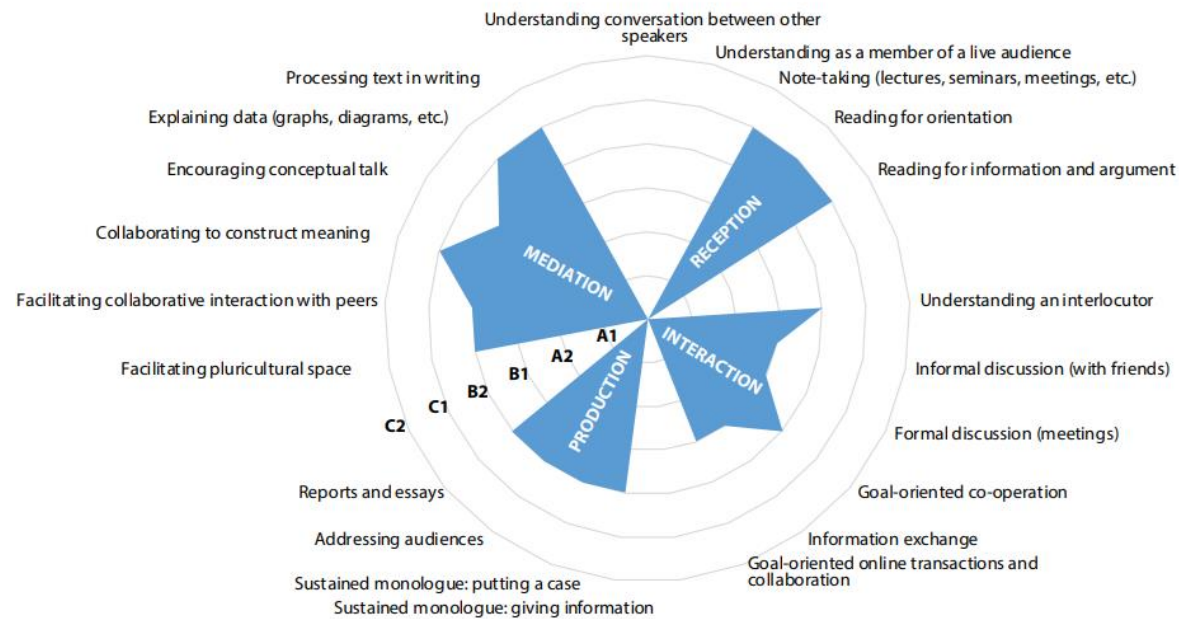 Understanding conversation between other
speakers
Understanding as a member of a live audience
Note-taking (lectures, seminars, meetings, etc.)
Reading for orientation
Reading for information and argument
Understanding an interlocutor
Informal discussion (with friends)
Formal discussion (meetings)
Goal-oriented co-operation
Information exchange
Goal-oriented online transactions and
collaboration
Sustained monologue: giving information
Sustained monologue: putting a case
Addressing audiences
Reports and essays
Facilitating pluricultural space
Facilitating collaborative interaction with peers
Collaborating to construct meaning
Encouraging conceptual talk
Explaining data (graphs, diagrams, etc.)
Processing text in writing
RECEPTION
INTERACTION
PRODUCTION
MEDIATION
A1
A2
B1
B2
C1
C2